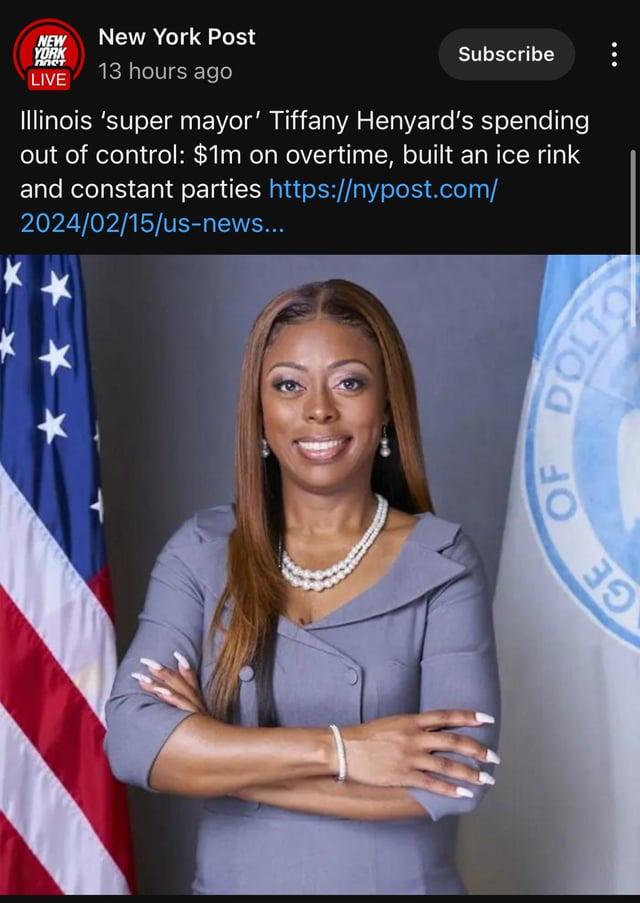 NEW
YORK
POST
LIVE
New York Post
13 hours ago
Subscribe
Illinois ‘super mayor’ Tiffany Henyard’s spending
out of control: $1m on overtime, built an ice rink
and constant parties https://nypost.com/
2024/02/15/us-news...
GE OF DOLTO